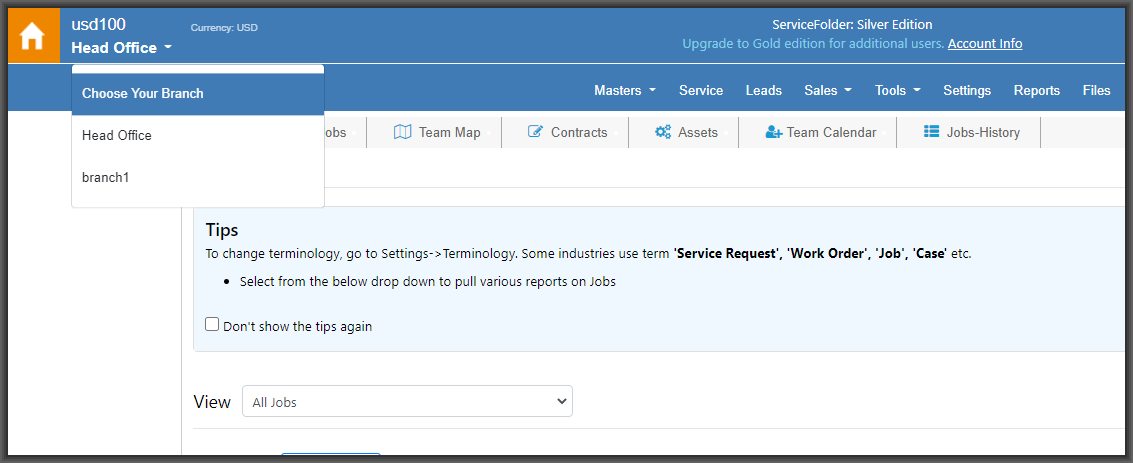 usd100
Currency: USD
ServiceFolder: Silver Edition
Head Office
Upgrade to Gold edition for additional users. Account Info
Choose Your Branch
Head Office
branch1
Masters Service Leads Sales Tools Settings Reports Files
obs Team Map Contracts Assets Team Calendar Jobs-History
Tips
To change terminology, go to Settings->Terminology. Some industries use term 'Service Request', 'Work Order', 'Job', 'Case' etc.
• Select from the below drop down to pull various reports on Jobs
Don't show the tips again
View All Jobs